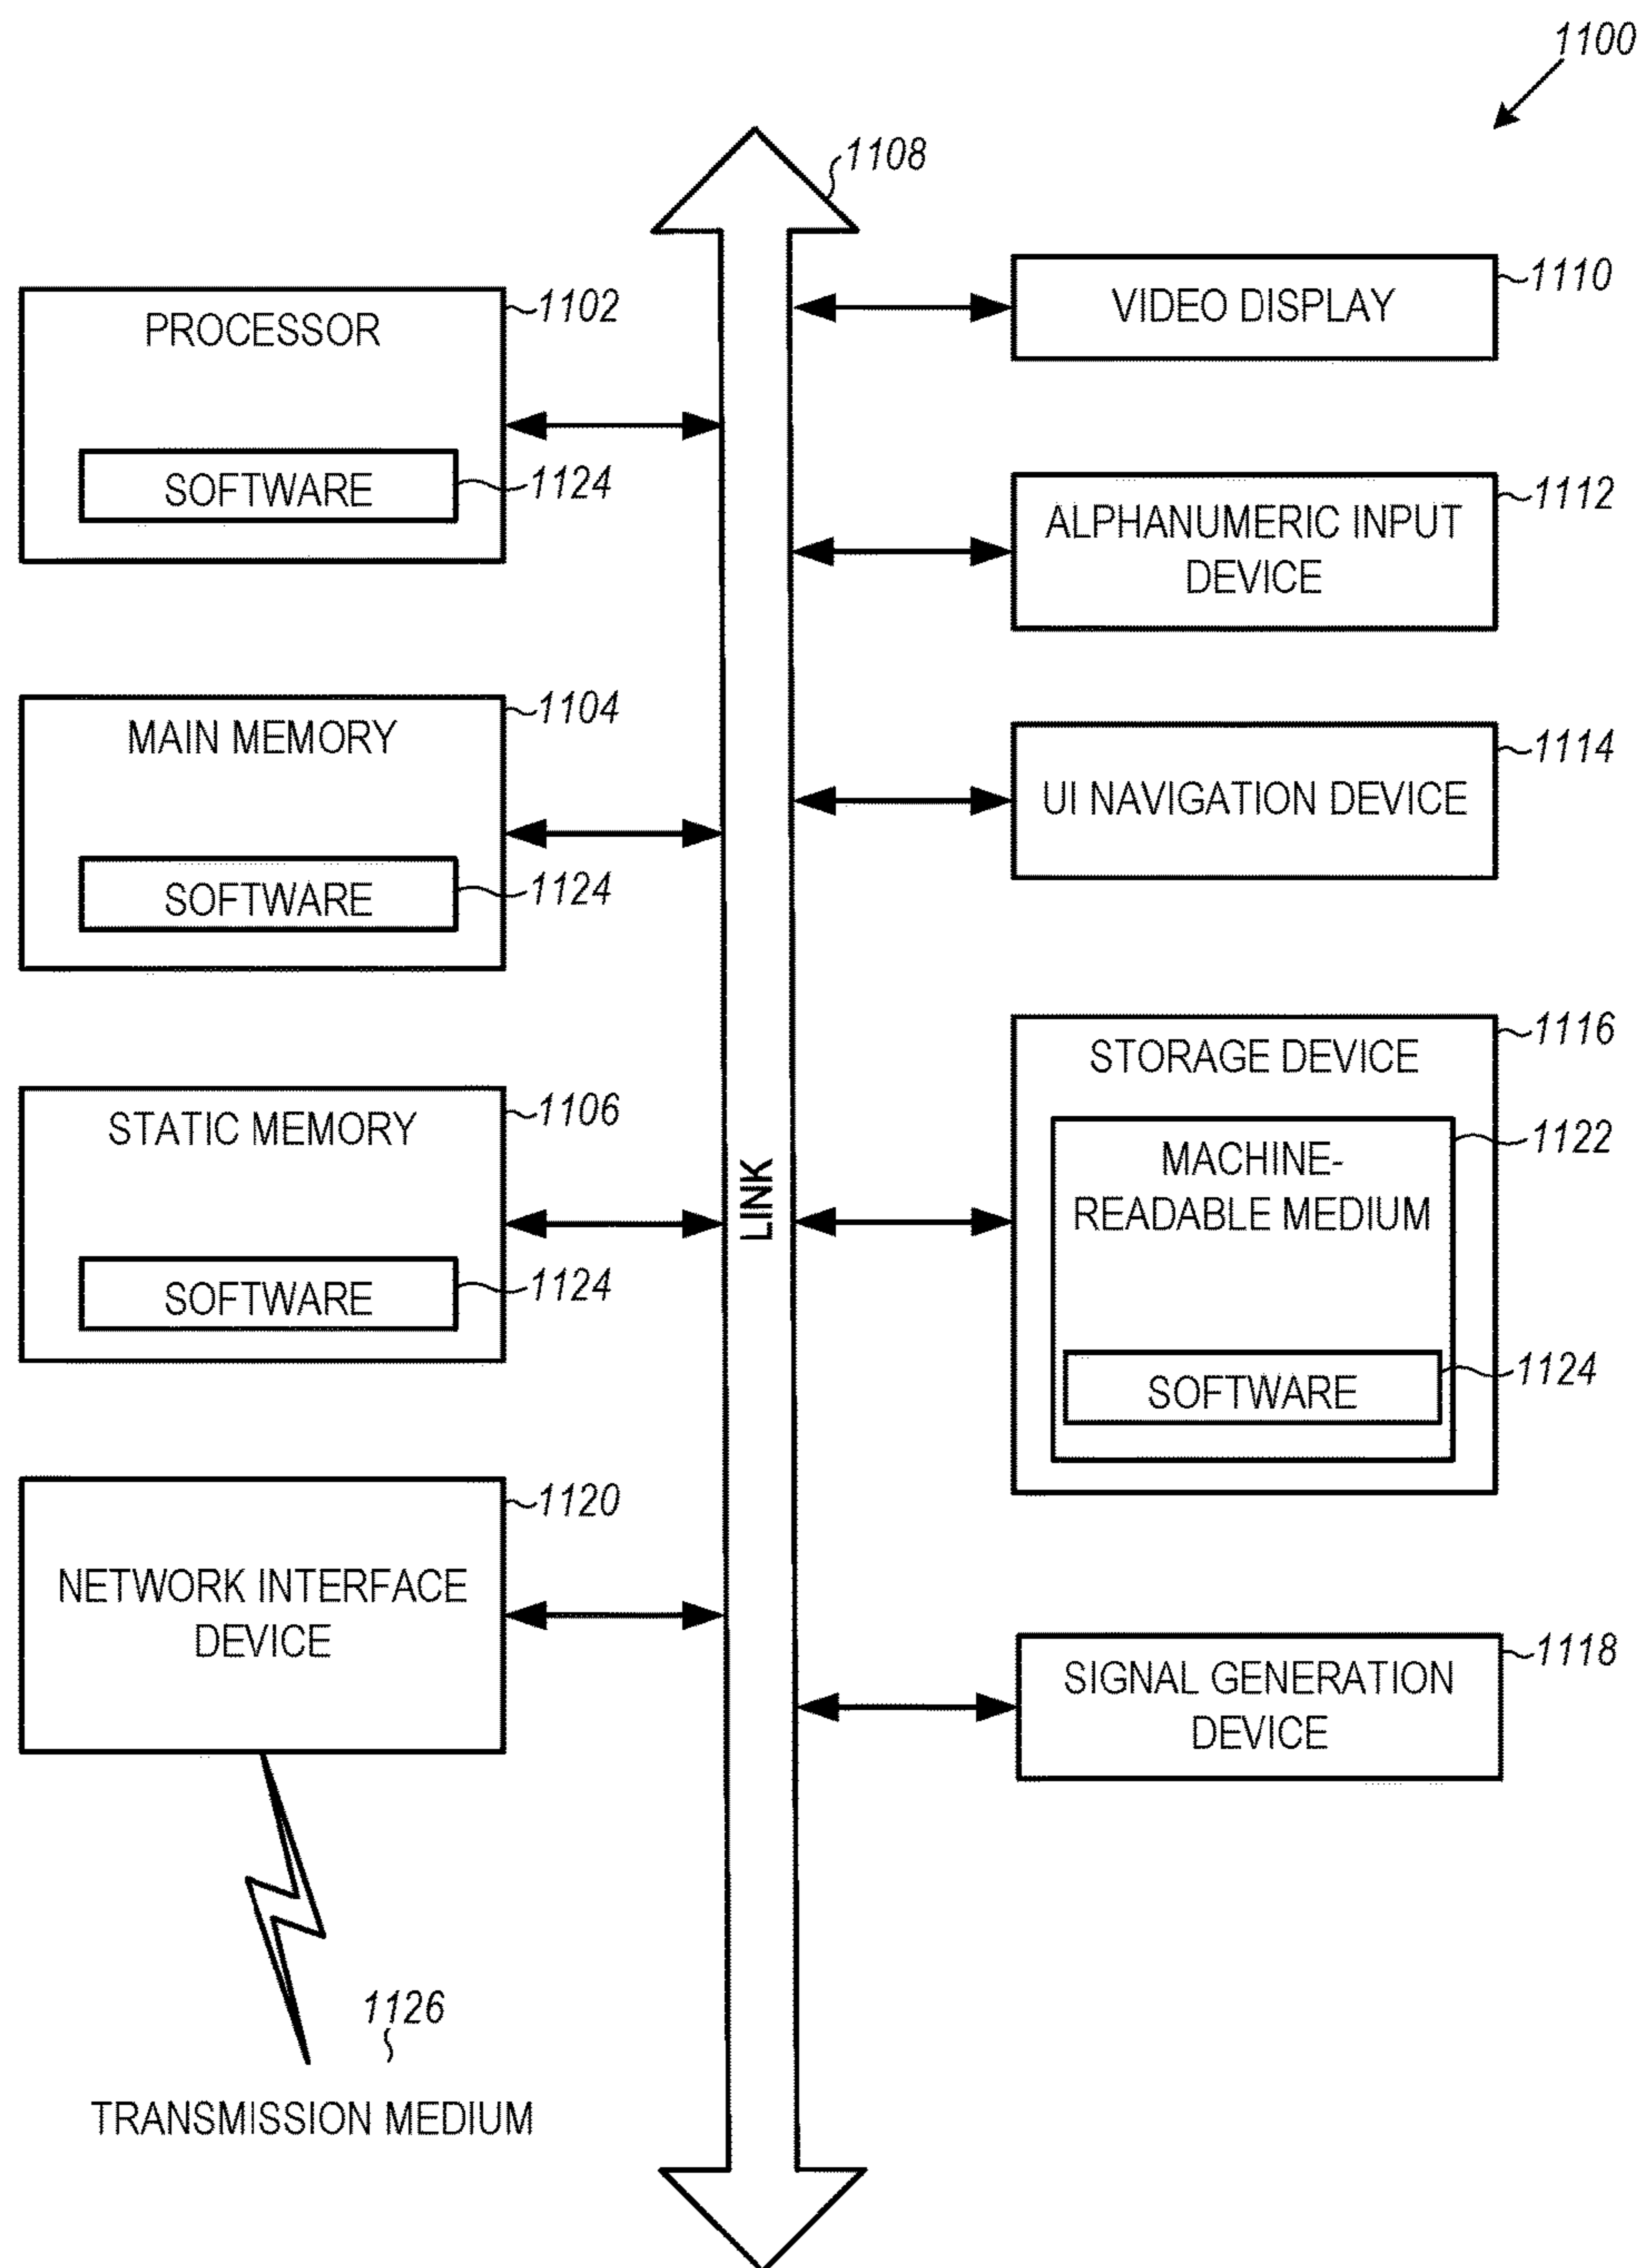 1100
1108
PROCESSOR
1102
SOFTWARE
1124
MAIN MEMORY
1104
SOFTWARE
1124
STATIC MEMORY
1106
SOFTWARE
1124
NETWORK INTERFACE
DEVICE
1120
1126
TRANSMISSION MEDIUM
LINK
VIDEO DISPLAY
1110
ALPHANUMERIC INPUT
DEVICE
1112
UI NAVIGATION DEVICE
1114
STORAGE DEVICE
1116
MACHINE-
READABLE MEDIUM
1122
SOFTWARE
1124
SIGNAL GENERATION
DEVICE
1118